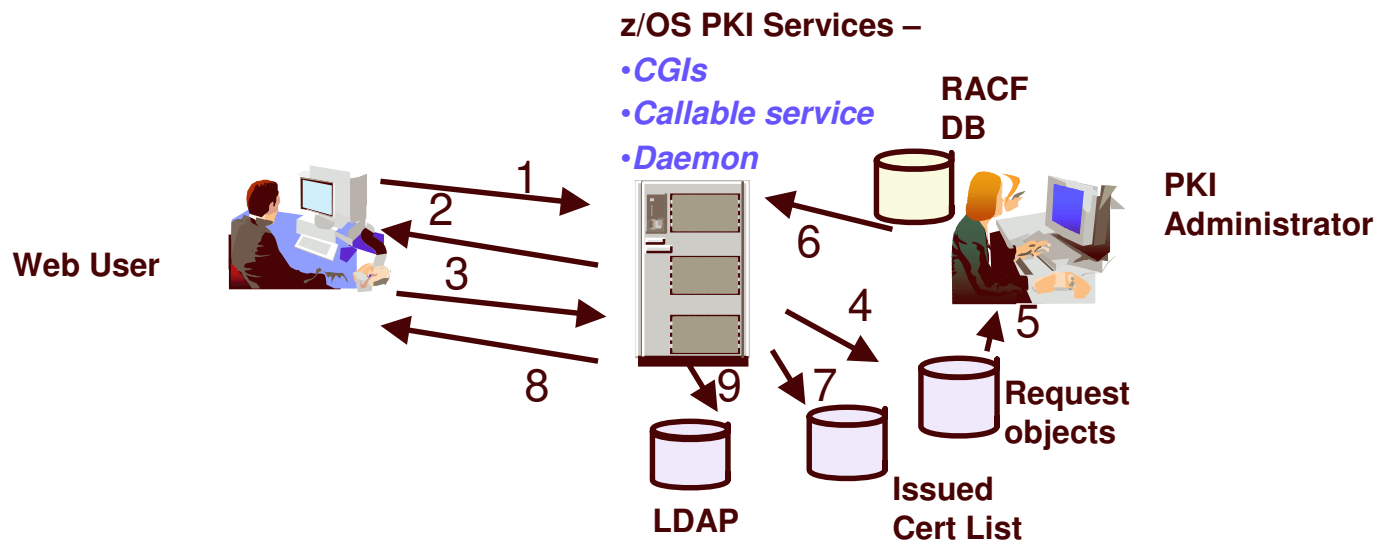 z/OS PKI Services –
•CGIs
•Callable service
•Daemon
RACF
DB
PKI
Administrator
Web User
1
2
3
8
6
4
5
9
7
Request
objects
LDAP
Issued
Cert List